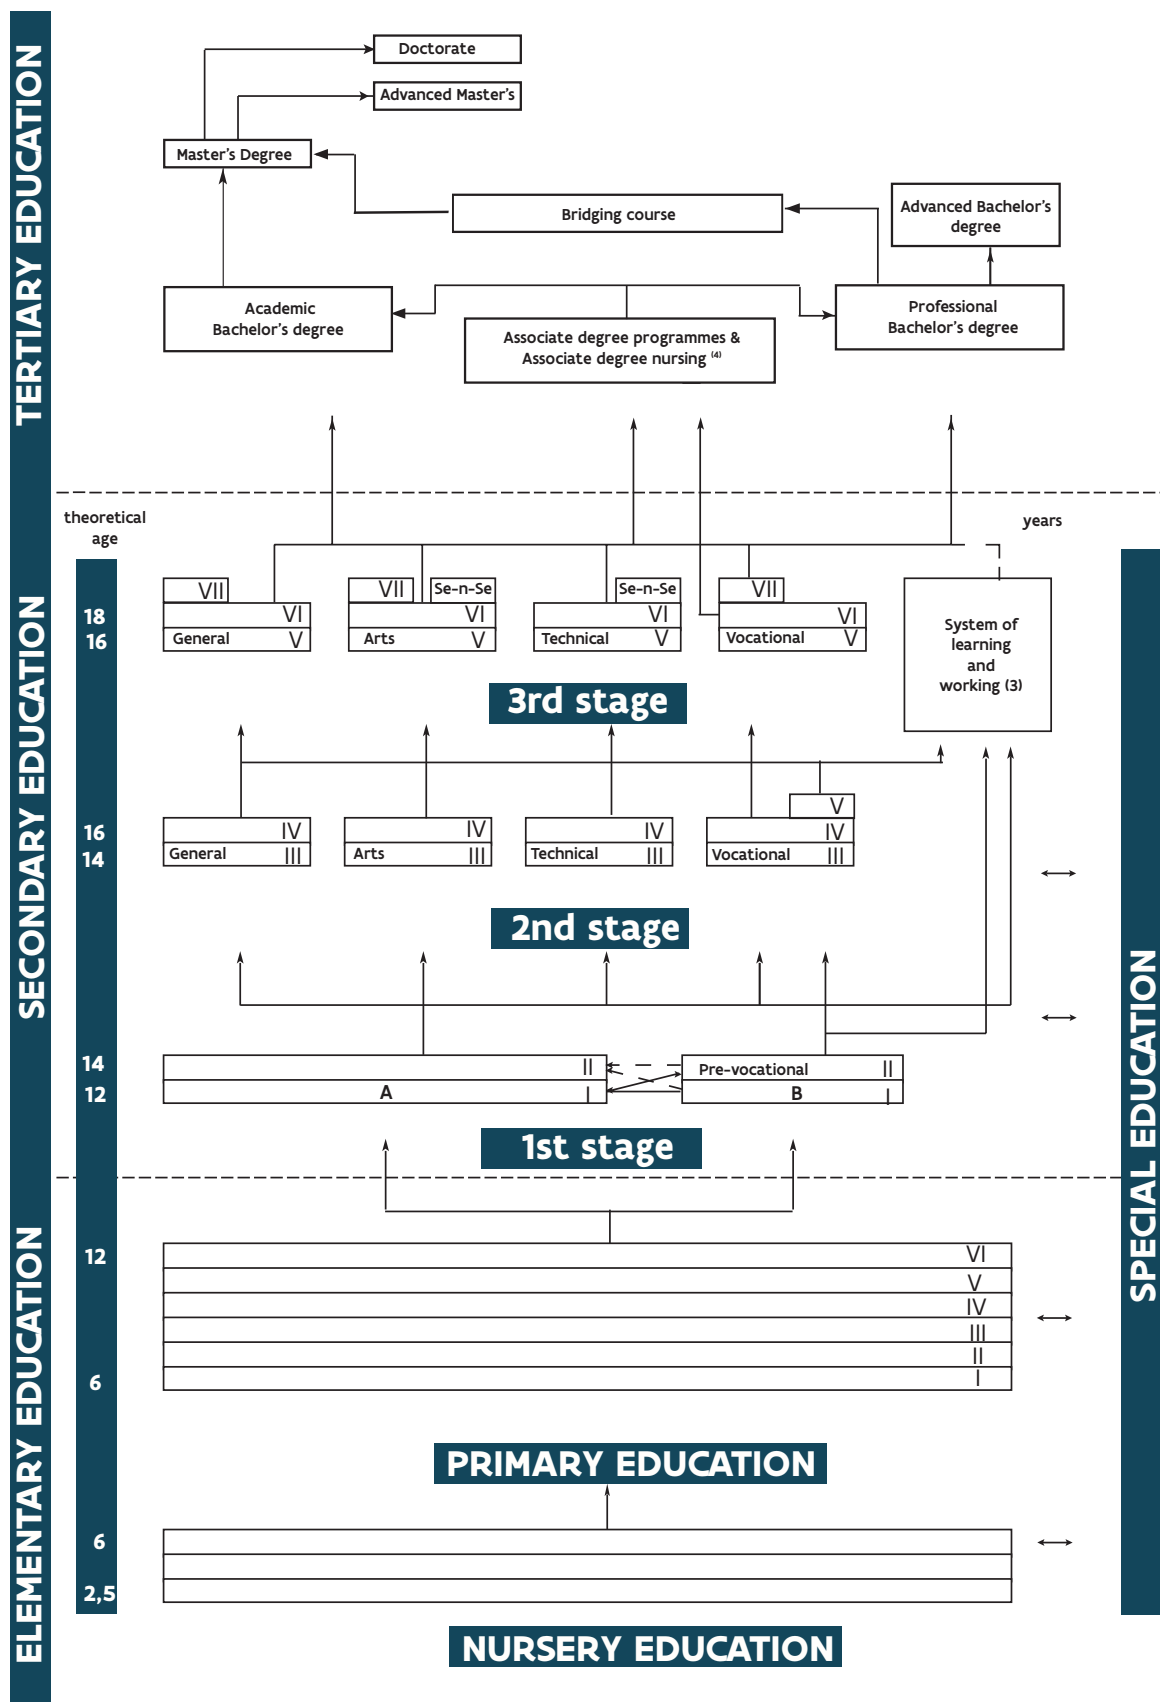 TERTIARY EDUCATION
Doctorate
Advanced Master's
Master's Degree
Bridging course
Advanced Bachelor's
degree
Academic
Bachelor's degree
Associate degree programmes &
Associate degree nursing (4)
Professional
Bachelor's degree
theoretical
age
years
SECONDARY EDUCATION
SPECIAL EDUCATION
18
16
VII
VI
General V
VII
Se-n-Se
VI
Arts V
Se-n-Se
VI
Technical V
VII
VI
Vocational V
System of
learning
and
working (3)
3rd stage
16
14
IV
General III
IV
Arts III
IV
Technical III
V
IV
Vocational III
2nd stage
14
12
II
A I
Pre-vocational II
B I
1st stage
ELEMENTARY EDUCATION
12
6
VI
V
IV
III
II
I
PRIMARY EDUCATION
6
2,5
NURSERY EDUCATION